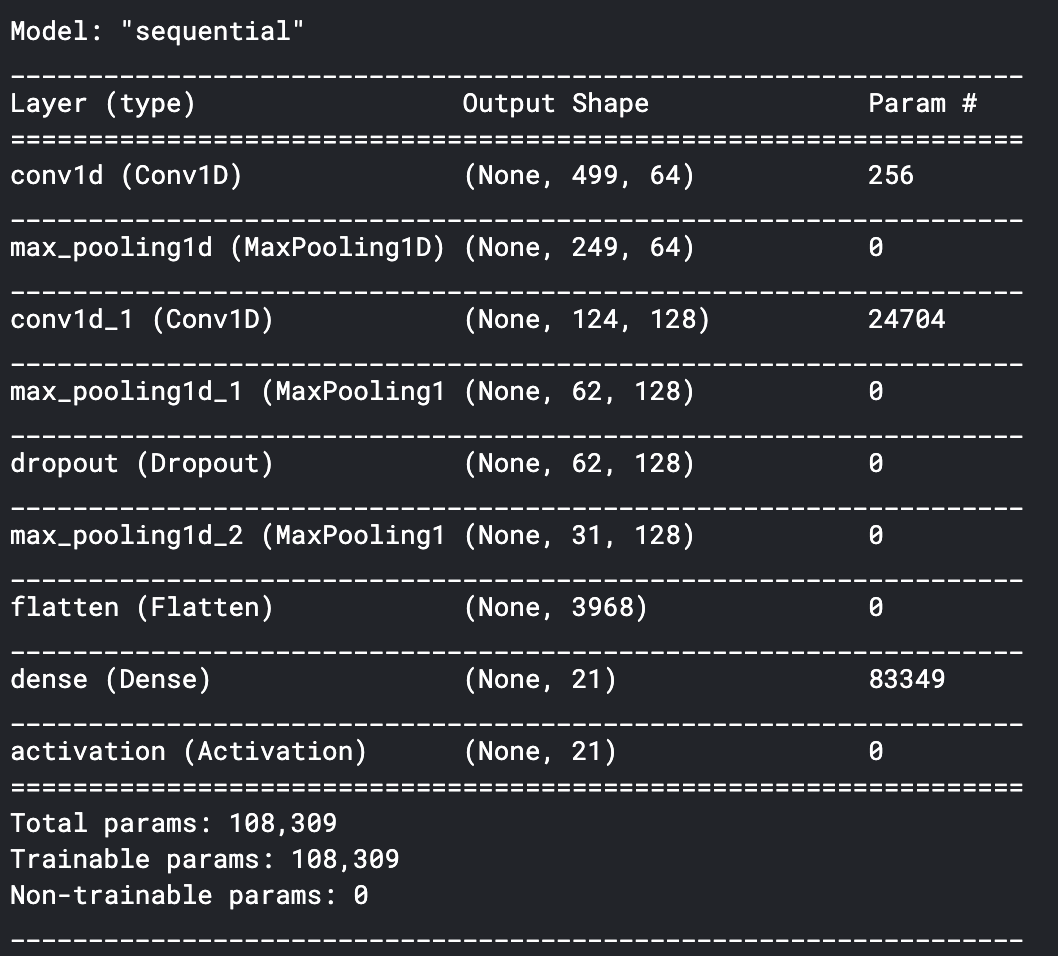 Model: "sequential"
_________________________________________________________________
Layer (type)                 Output Shape              Param #
=================================================================
conv1d (Conv1D)              (None, 499, 64)           256
_________________________________________________________________
max_pooling1d (MaxPooling1D) (None, 249, 64)           0
_________________________________________________________________
conv1d_1 (Conv1D)            (None, 124, 128)          24704
_________________________________________________________________
max_pooling1d_1 (MaxPooling1 (None, 62, 128)           0
_________________________________________________________________
dropout (Dropout)            (None, 62, 128)           0
_________________________________________________________________
max_pooling1d_2 (MaxPooling1 (None, 31, 128)           0
_________________________________________________________________
flatten (Flatten)            (None, 3968)              0
_________________________________________________________________
dense (Dense)                (None, 21)                83349
_________________________________________________________________
activation (Activation)      (None, 21)                0
=================================================================
Total params: 108,309
Trainable params: 108,309
Non-trainable params: 0
_________________________________________________________________